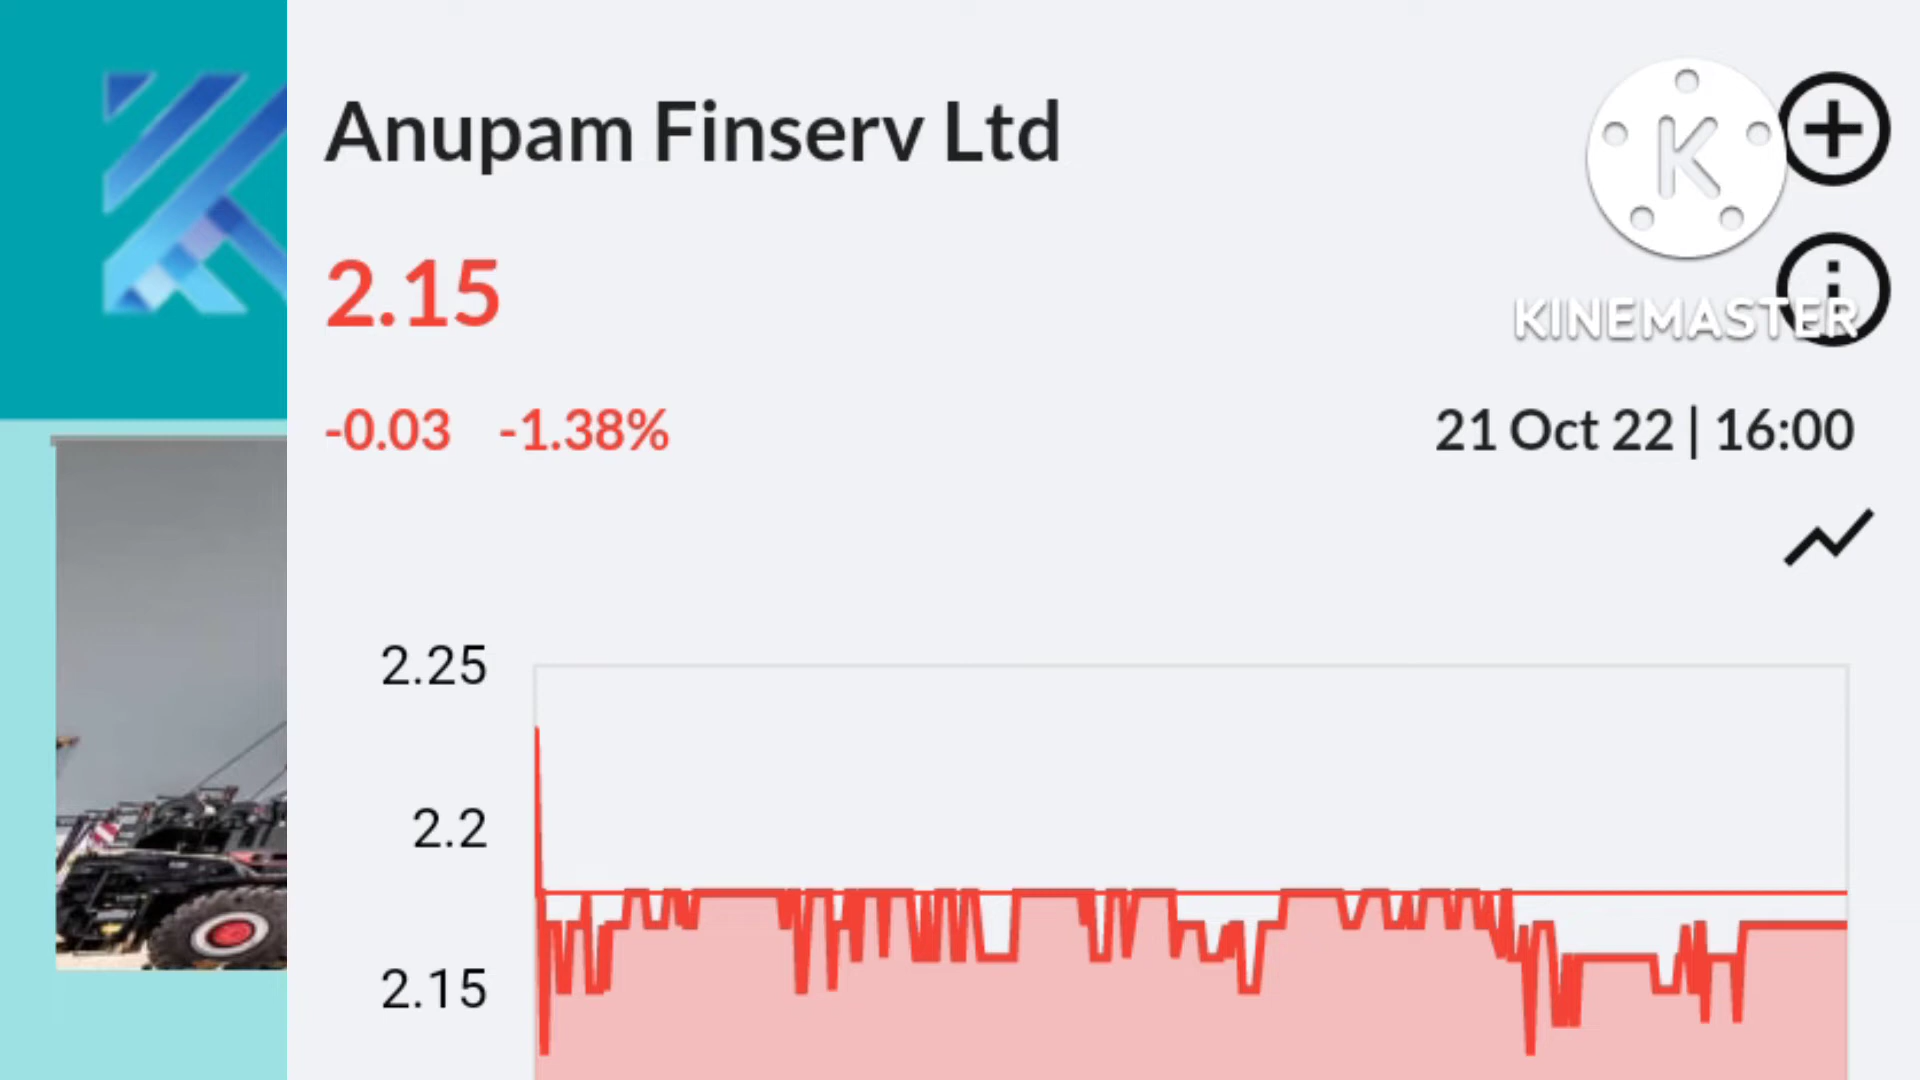 Anupam Finserv Ltd
2.15
-0.03 -1.38%
21 Oct 22 | 16:00
K
KINEMASTER
2.25
2.2
2.15